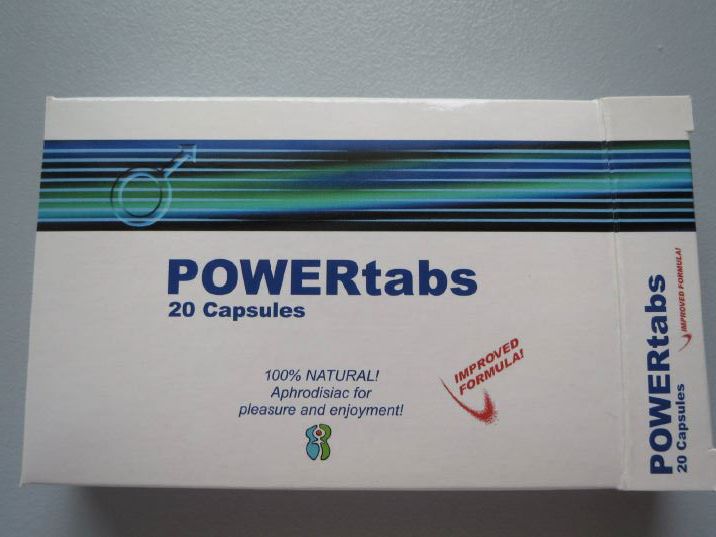 POWERtabs
20 Capsules
100% NATURAL!
Aphrodisiac for
pleasure and enjoyment!
IMPROVED
FORMULA!
POWERtabs
20 Capsules
IMPROVED FORMULA!